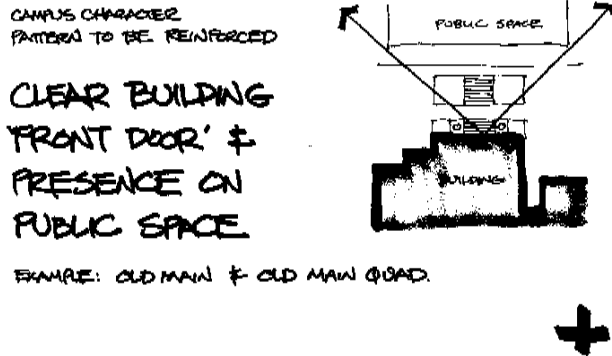 CAMPUS CHARACTER
PATTERN TO BE REINFORCED
CLEAR BUILDING
'FRONT DOOR' &
PRESENCE ON
PUBLIC SPACE
EXAMPLE: OLD MAIN & OLD MAIN QUAD.
PUBLIC SPACE
BUILDING